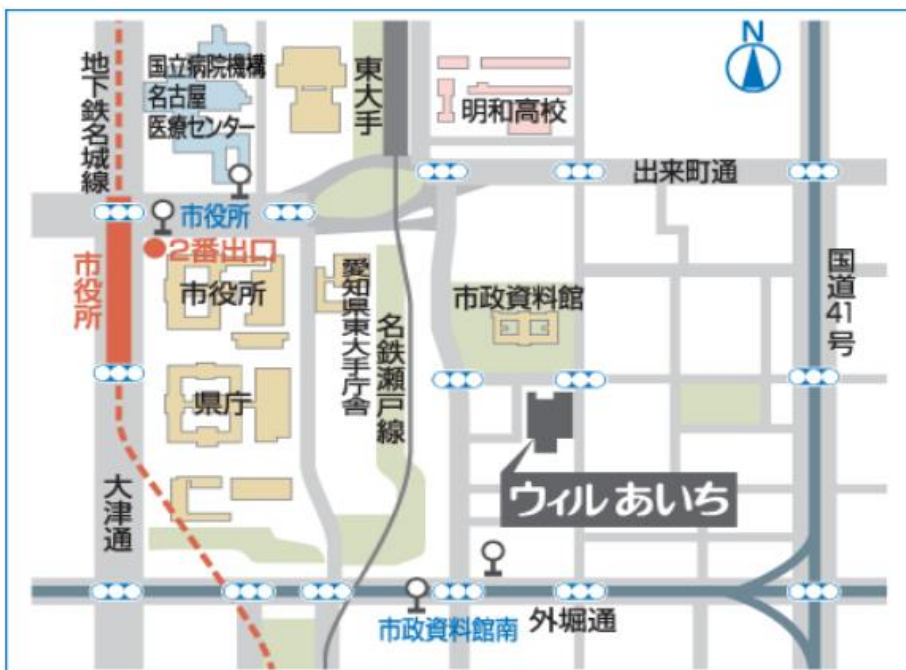 N
地下鉄名城線
国立病院機構
名古屋
医療センター
東大手
明和高校
出来町通
市役所
2番出口
市役所
市役所
愛知県東大手庁舎
名鉄瀬戸線
市政資料館
国道41号
県庁
大津通
ウィルあいち
市政資料館南
外堀通